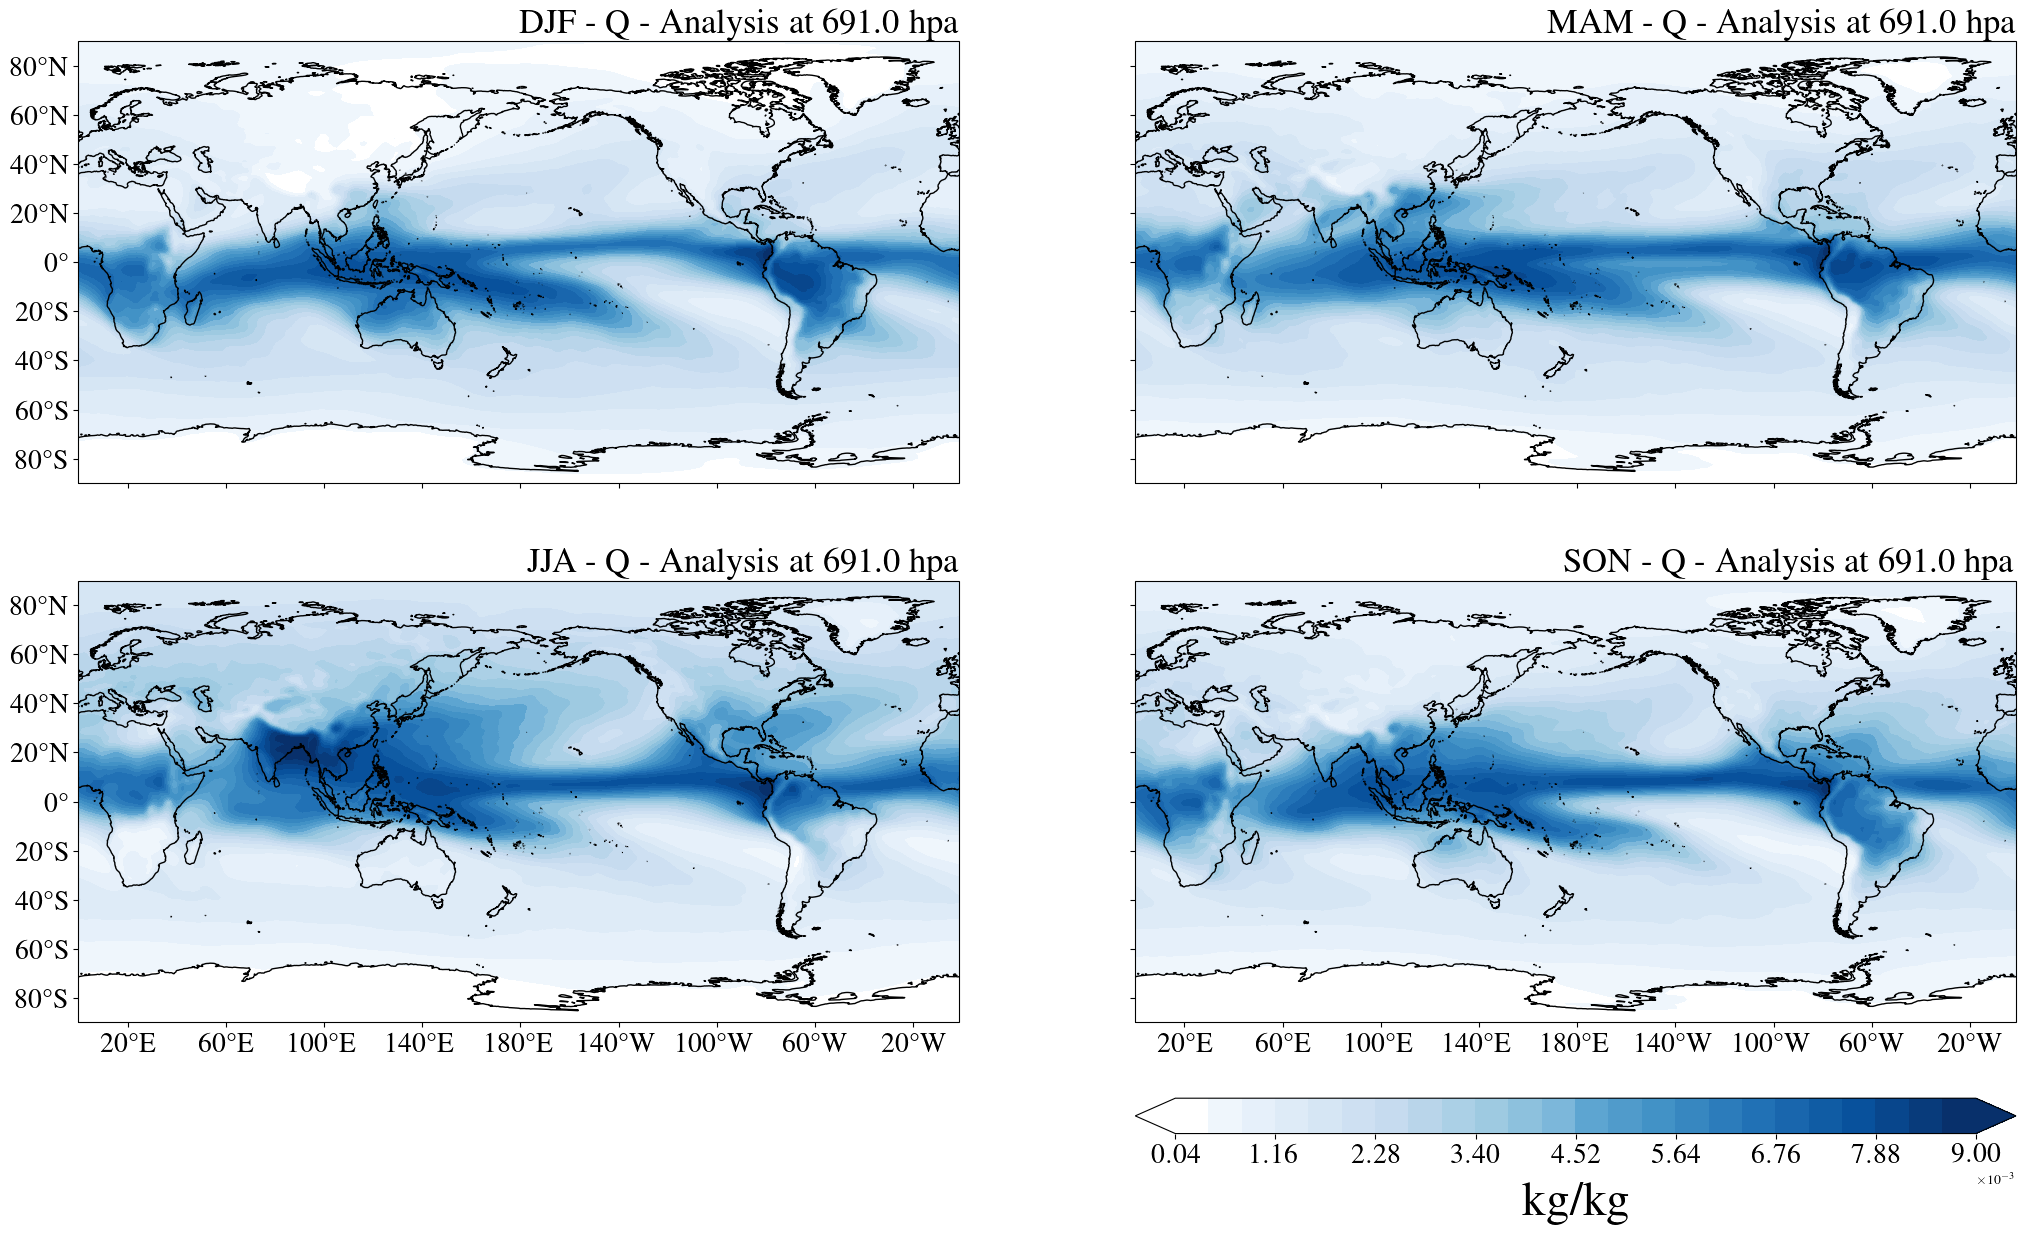 DJF - Q - Analysis at 691.0 hpa
MAM - Q - Analysis at 691.0 hpa
80°N
60°N
40°N
20°N
0°
20°S
40°S
60°S
80°S
JJA - Q - Analysis at 691.0 hpa
SON - Q - Analysis at 691.0 hpa
80°N
60°N
40°N
20°N
0°
20°S
40°S
60°S
80°S
20°E 60°E 100°E 140°E 180°E 140°W 100°W 60°W 20°W
20°E 60°E 100°E 140°E 180°E 140°W 100°W 60°W 20°W
0.04 1.16 2.28 3.40 4.52 5.64 6.76 7.88 9.00
×10⁻³
kg/kg